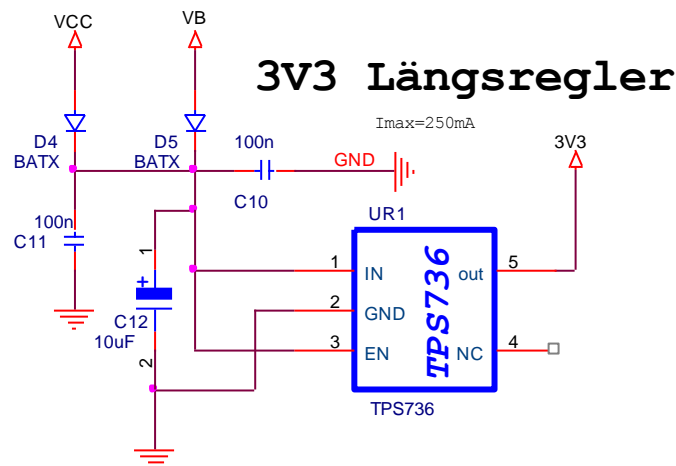 VCC
VB
3V3 Längsregler
Imax=250mA
D4
BATX
D5
BATX
100n
C10
GND
3V3
100n
C11
UR1
1
IN
out
5
2
GND
3
EN
NC
4
TPS736
TPS736
1
+
C12
10uF
2